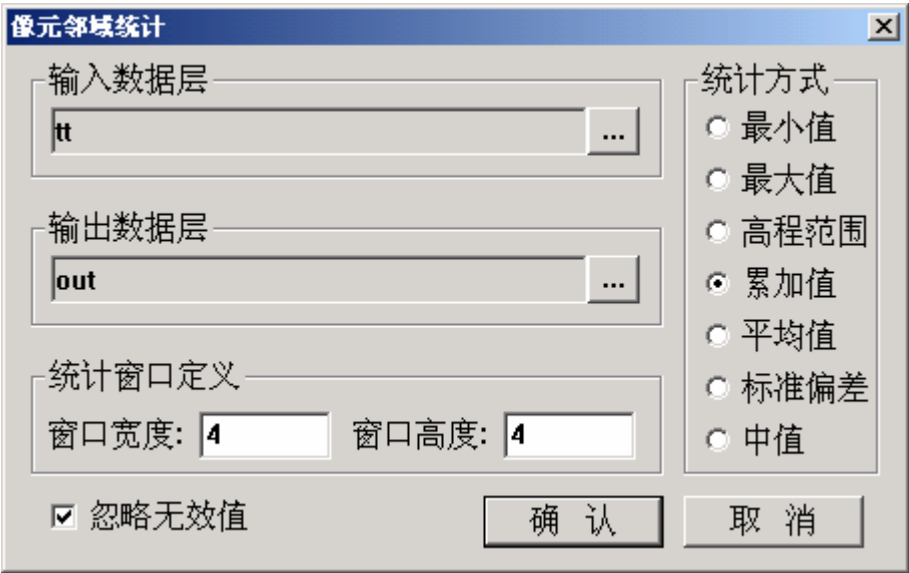 像元邻域统计
输入数据层
tt
...
输出数据层
out
...
统计窗口定义
窗口宽度: 4 窗口高度: 4
忽略无效值
统计方式
最小值
最大值
高程范围
累加值
平均值
标准偏差
中值
确 认
取 消